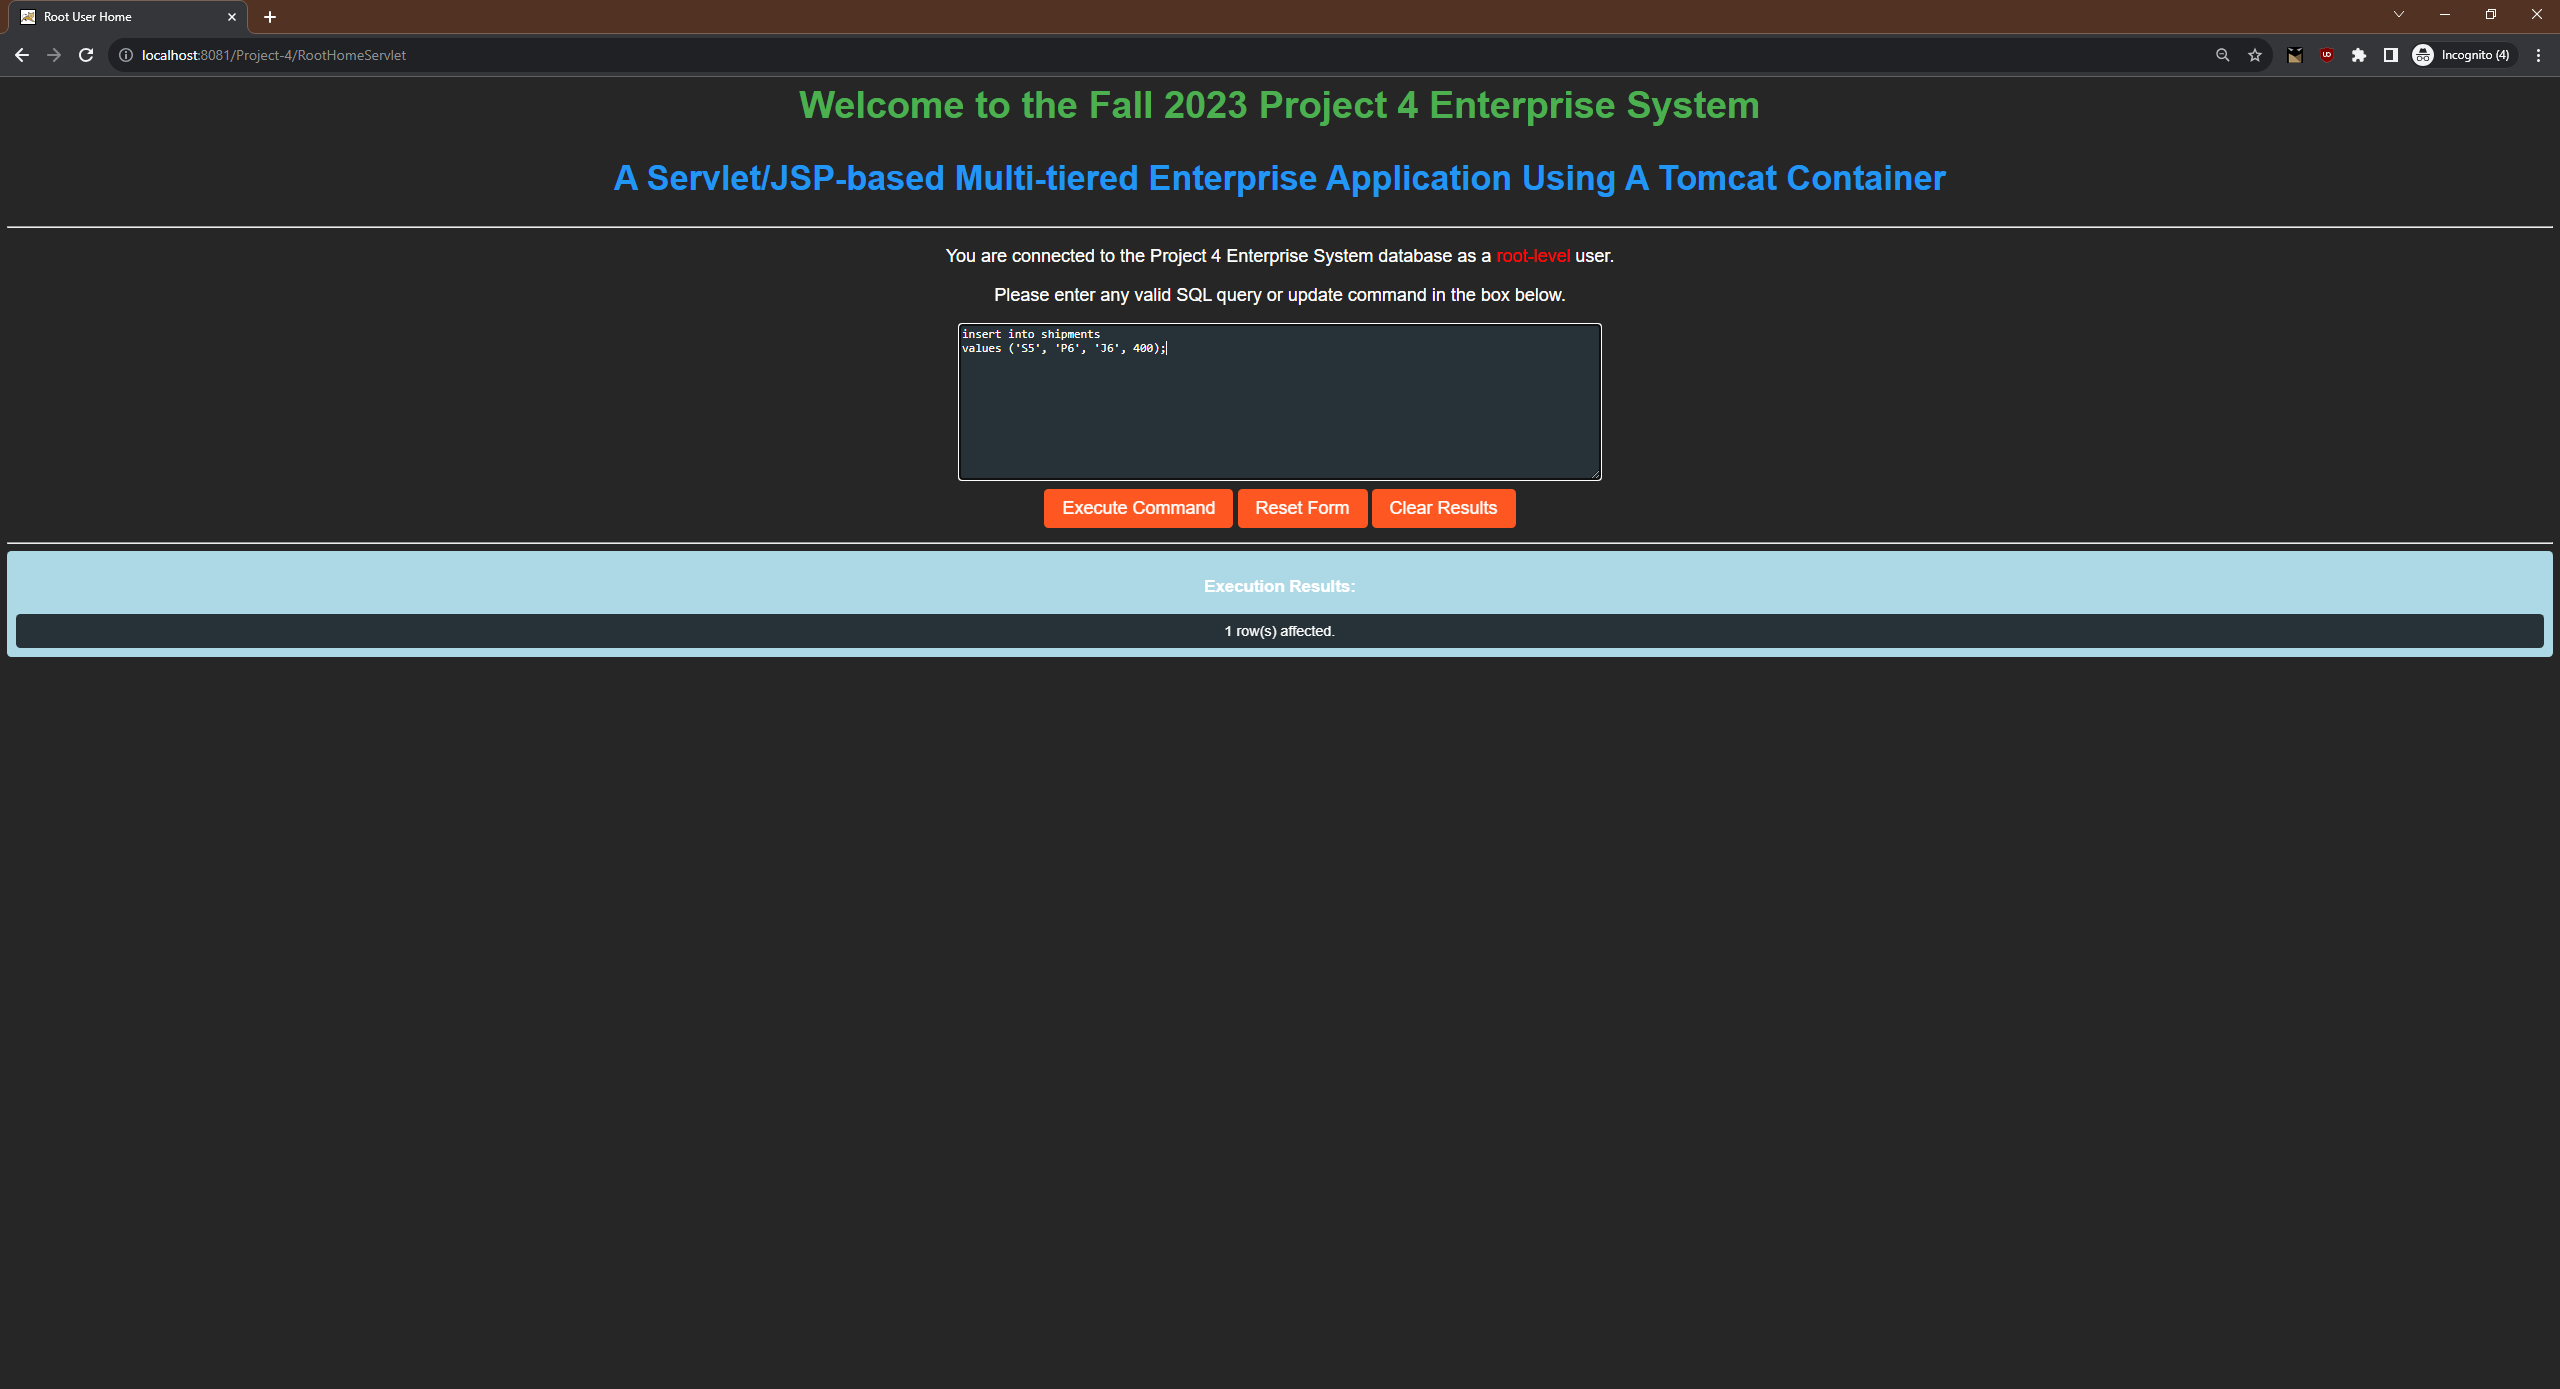 Root User Home
localhost:8081/Project-4/RootHomeServlet
Incognito (4)
Welcome to the Fall 2023 Project 4 Enterprise System
A Servlet/JSP-based Multi-tiered Enterprise Application Using A Tomcat Container
You are connected to the Project 4 Enterprise System database as a root-level user.
Please enter any valid SQL query or update command in the box below.
insert into shipments
values ('S5', 'P6', 'J6', 400);
Execute Command Reset Form Clear Results
Execution Results:
1 row(s) affected.